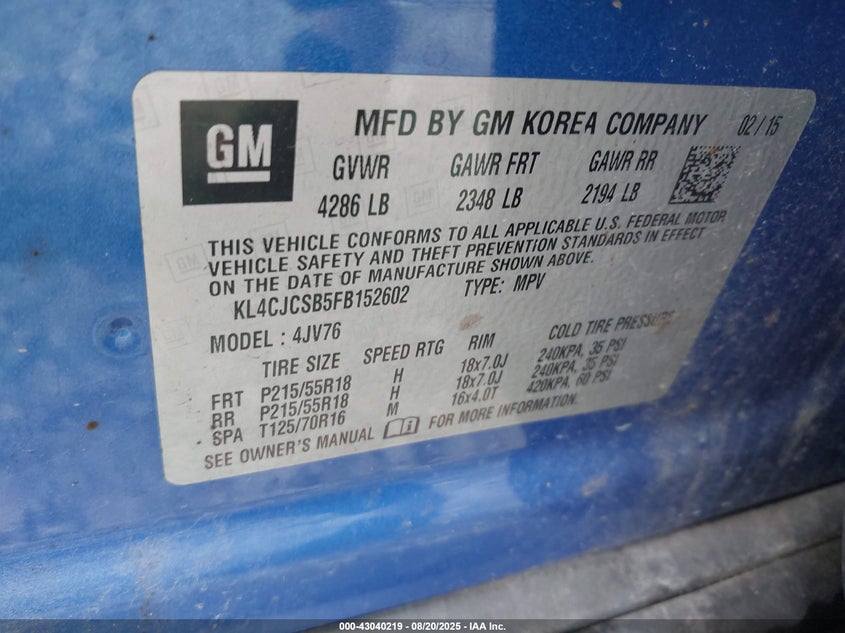 GM
MFD BY GM KOREA COMPANY 02 / 15
GVWR GAWR FRT GAWR RR
4286 LB 2348 LB 2194 LB
THIS VEHICLE CONFORMS TO ALL APPLICABLE U.S. FEDERAL MOTOR
VEHICLE SAFETY AND THEFT PREVENTION STANDARDS IN EFFECT
ON THE DATE OF MANUFACTURE SHOWN ABOVE.
KL4CJCSB5FB152602 TYPE: MPV
MODEL : 4JV76
TIRE SIZE SPEED RTG RIM COLD TIRE PRESSURE
FRT P215/55R18 H 18x7.0J 240KPA, 35 PSI
RR P215/55R18 H 18x7.0J 240KPA, 35 PSI
SPA T125/70R16 M 16x4.0T 420KPA, 60 PSI
SEE OWNER'S MANUAL FOR MORE INFORMATION.
000-43040219 - 08/20/2025 - IAA Inc.